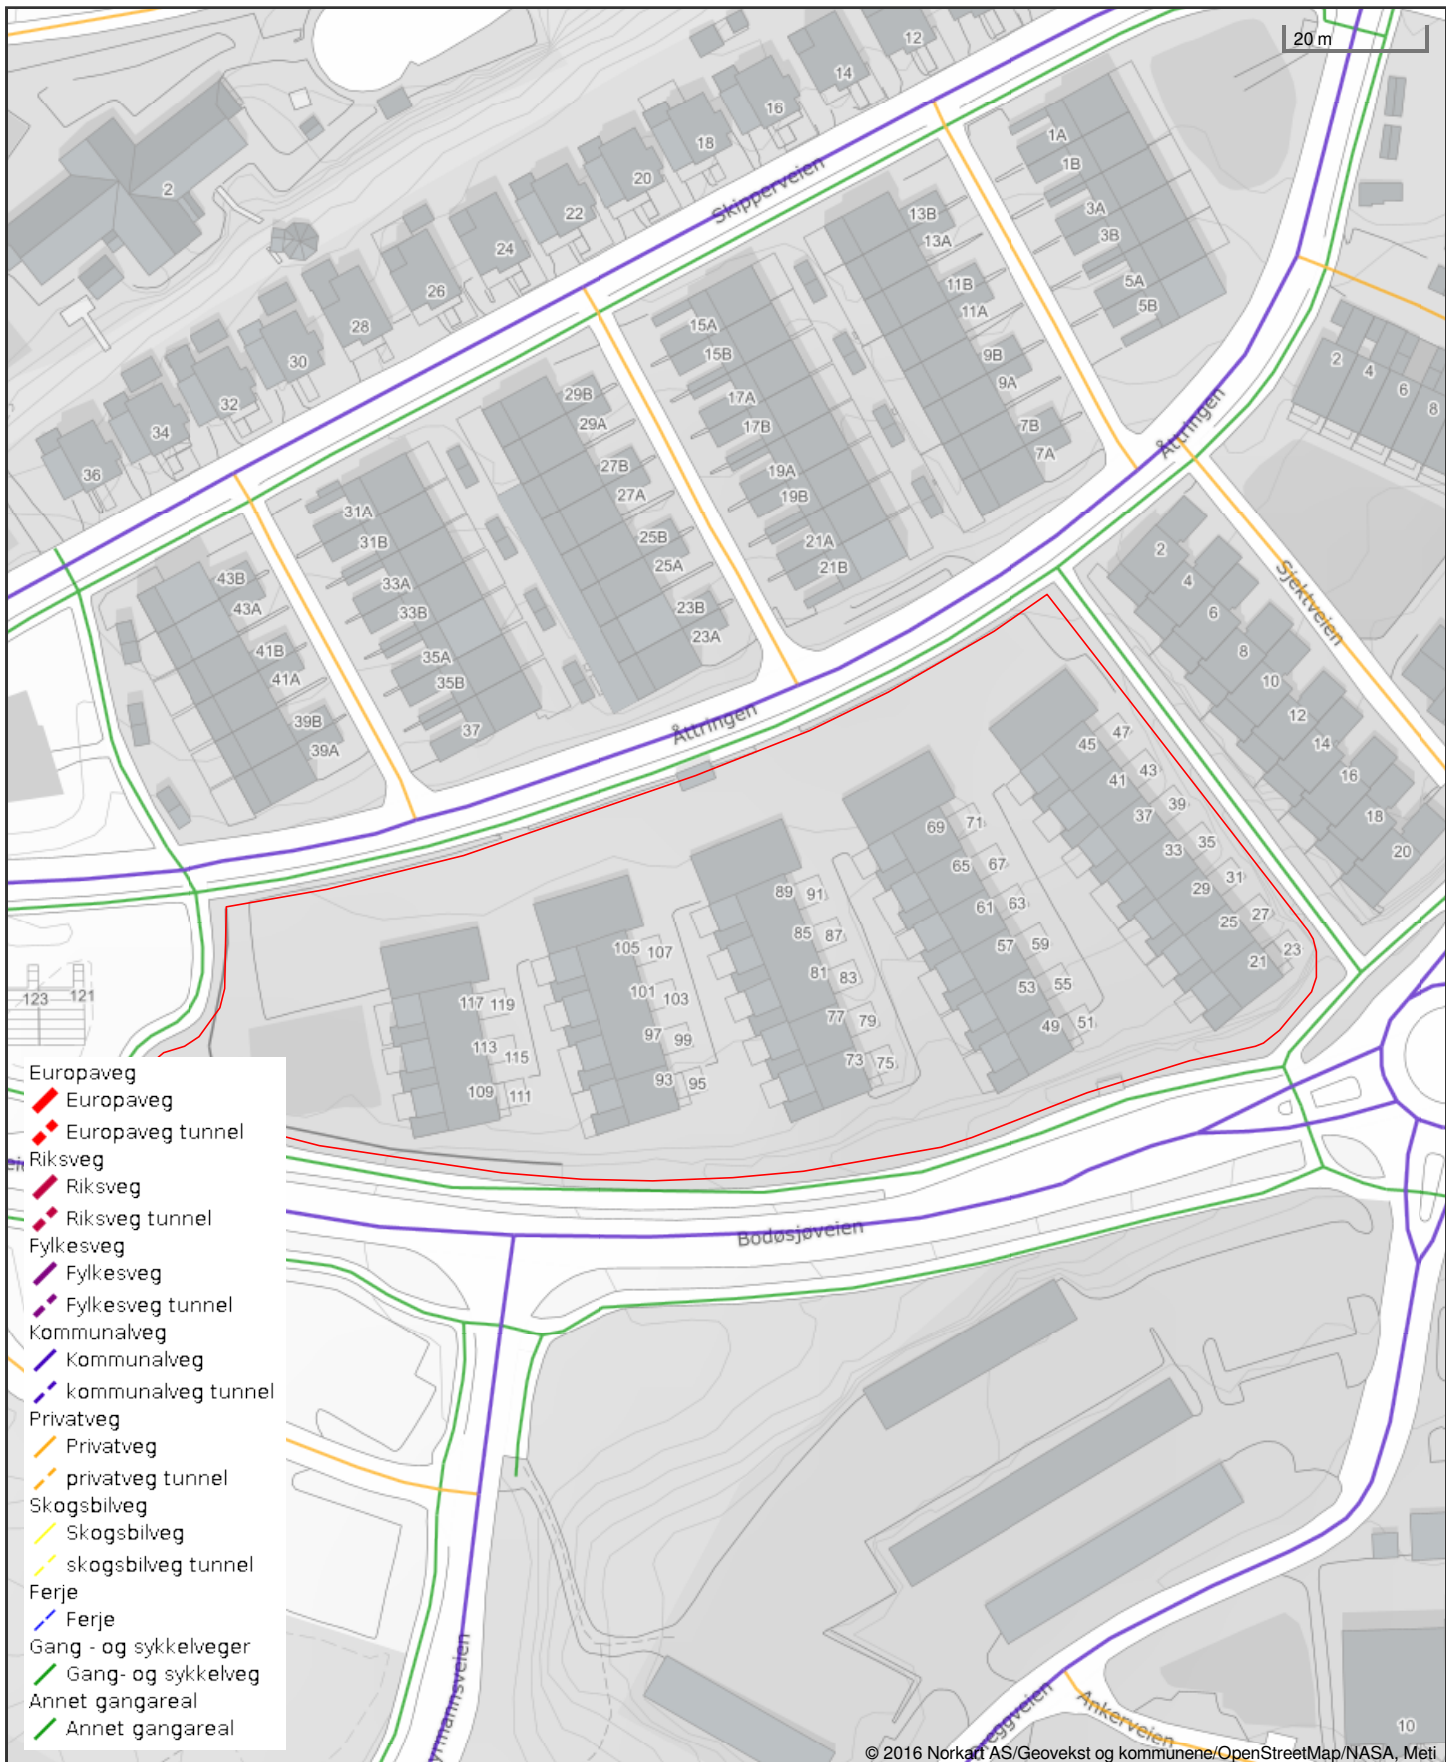 20 m
12
14
16
18
20
22
24
26
28
30
32
34
36
2
Skipperveien
1A
1B
3A
3B
5A
5B
13B
13A
11B
11A
9B
9A
7B
7A
15A
15B
17A
17B
19A
19B
21A
21B
29B
29A
27B
27A
25B
25A
23B
23A
31A
31B
33A
33B
35A
35B
37
43B
43A
41B
41A
39B
39A
Åttringen
2
4
6
8
Sjektveien
2
4
6
8
10
12
14
16
18
20
Åttringen
45
47
41
43
37
39
33
35
29
31
25
27
21
23
69
71
65
67
61
63
57
59
53
55
49
51
89
91
85
87
81
83
77
79
73
75
105
107
101
103
97
99
93
95
117
119
113
115
109
111
123
121
Bodøsjøveien
Europaveg
Europaveg
Europaveg tunnel
Riksveg
Riksveg
Riksveg tunnel
Fylkesveg
Fylkesveg
Fylkesveg tunnel
Kommunalveg
Kommunalveg
kommunalveg tunnel
Privatveg
Privatveg
privatveg tunnel
Skogsbilveg
Skogsbilveg
skogsbilveg tunnel
Ferje
Ferje
Gang - og sykkelveger
Gang- og sykkelveg
Annet gangareal
Annet gangareal
rmannsveien
eggveien
Ankerveien
10
© 2016 Norkart AS/Geovekst og kommunene/OpenStreetMap/NASA, Meti